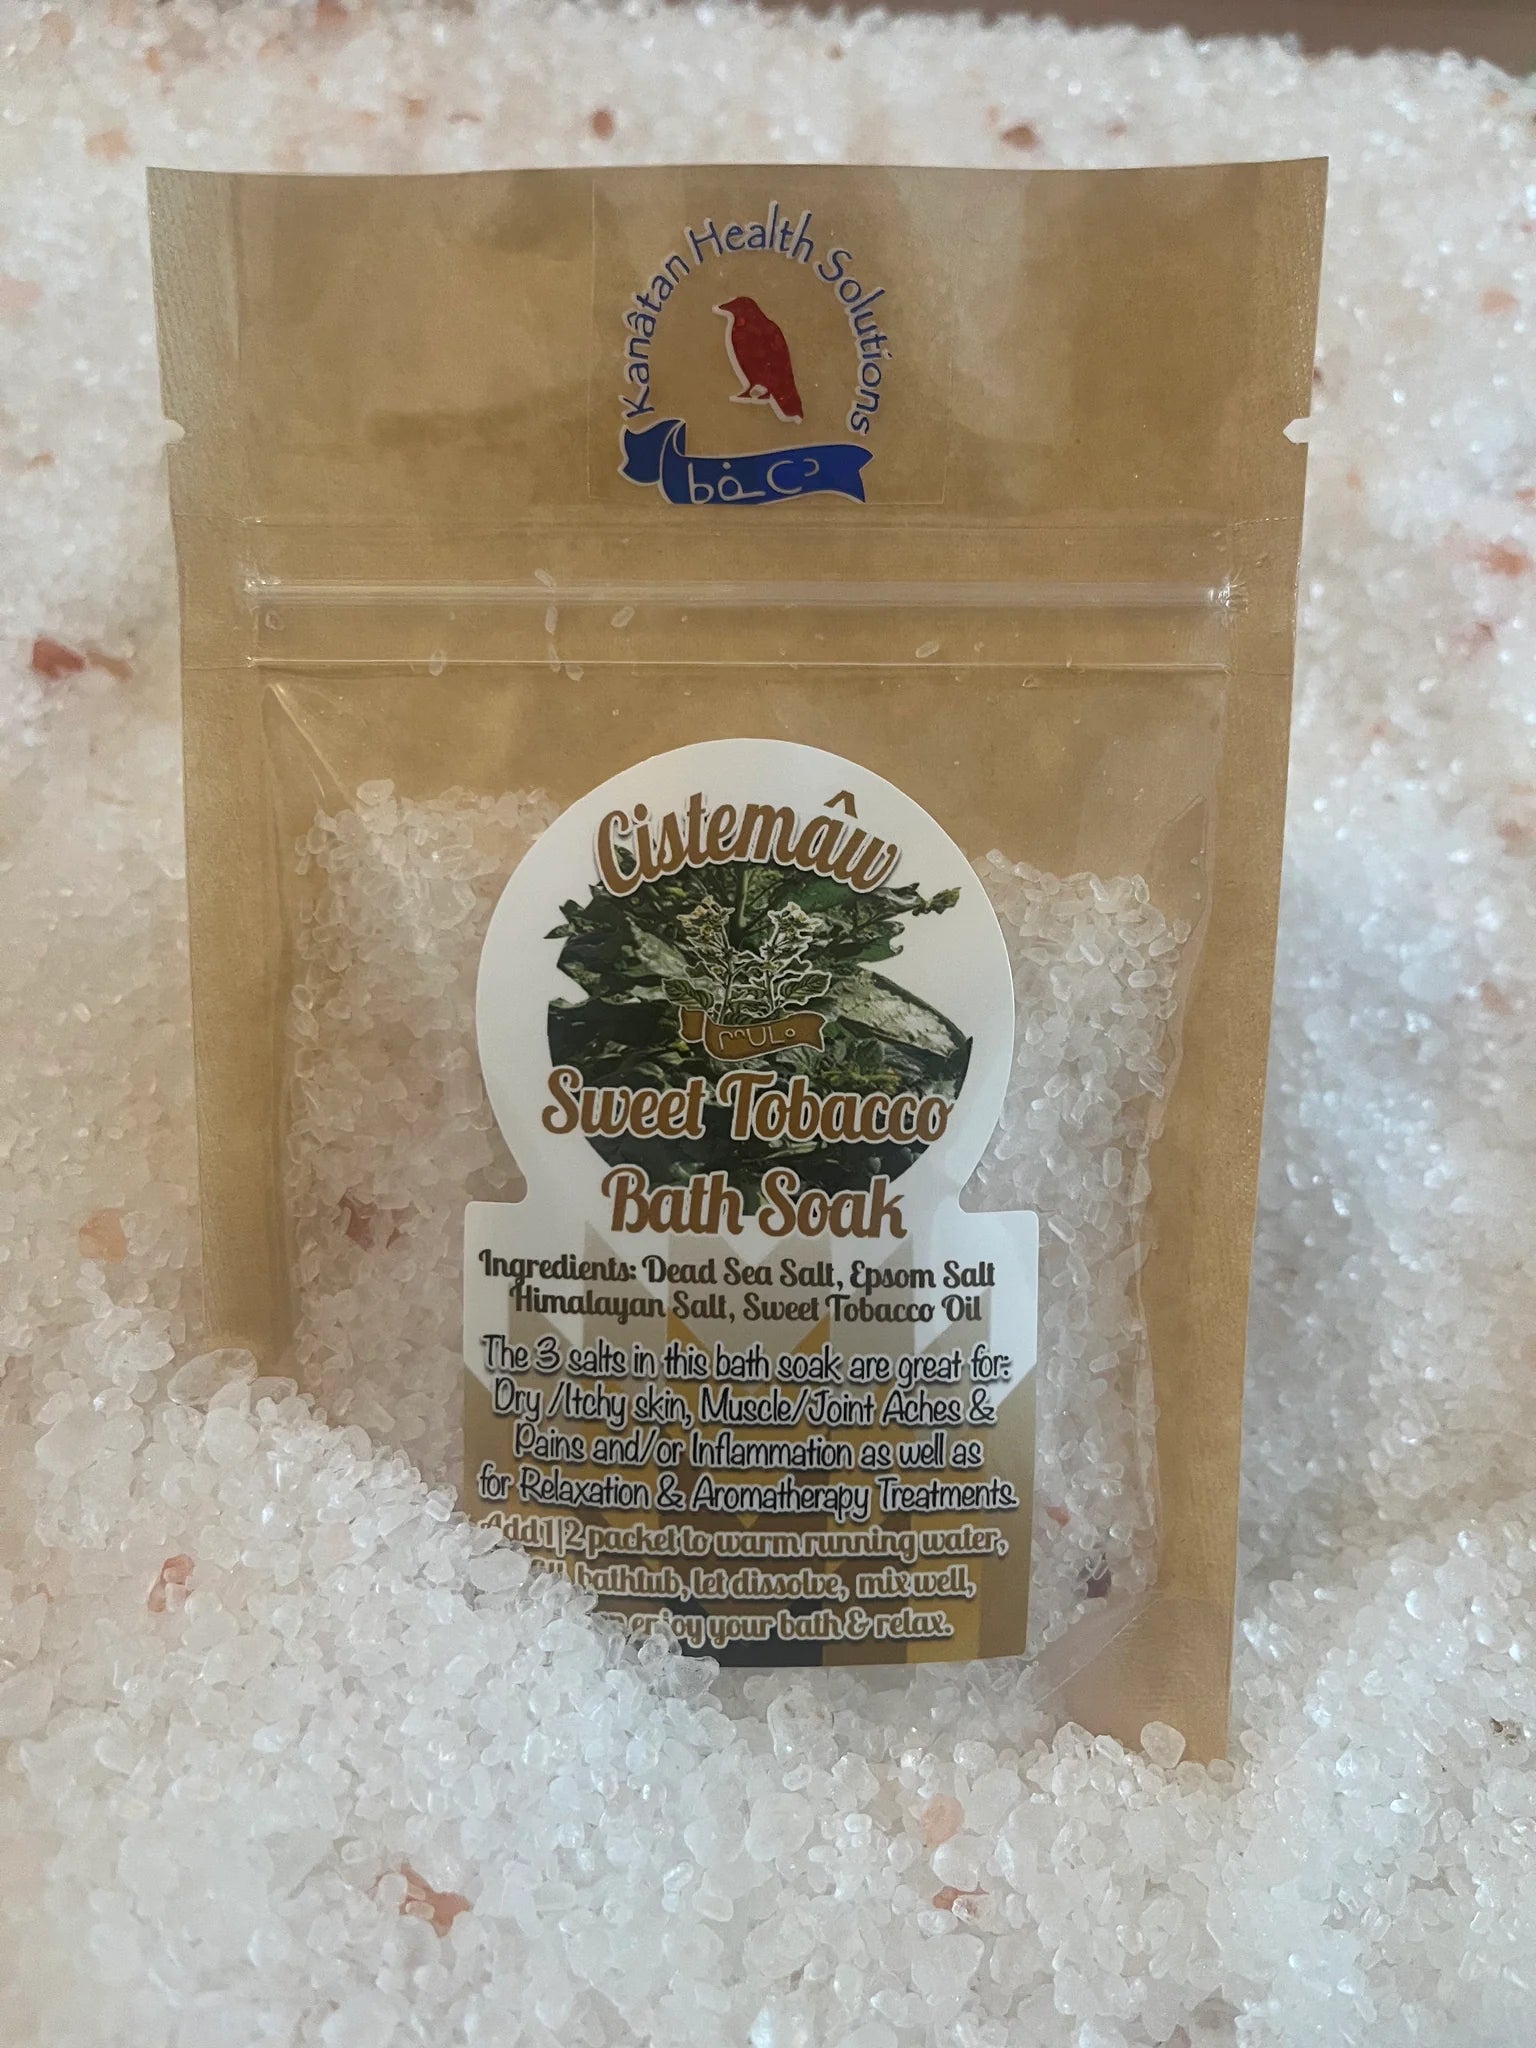 Kanâtan Health Solutions
ᑲᓈᑕᐣ
Cistemâw
ᒋᐢᑌᒪᐤ
Sweet Tobacco
Bath Soak
Ingredients: Dead Sea Salt, Epsom Salt
Himalayan Salt, Sweet Tobacco Oil
The 3 salts in this bath soak are great for:
Dry /Itchy skin, Muscle/Joint Aches &
Pains and/or Inflammation as well as
for Relaxation & Aromatherapy Treatments.
Add 1|2 packet to warm running water,
bathtub, let dissolve, mix well,
enjoy your bath & relax.